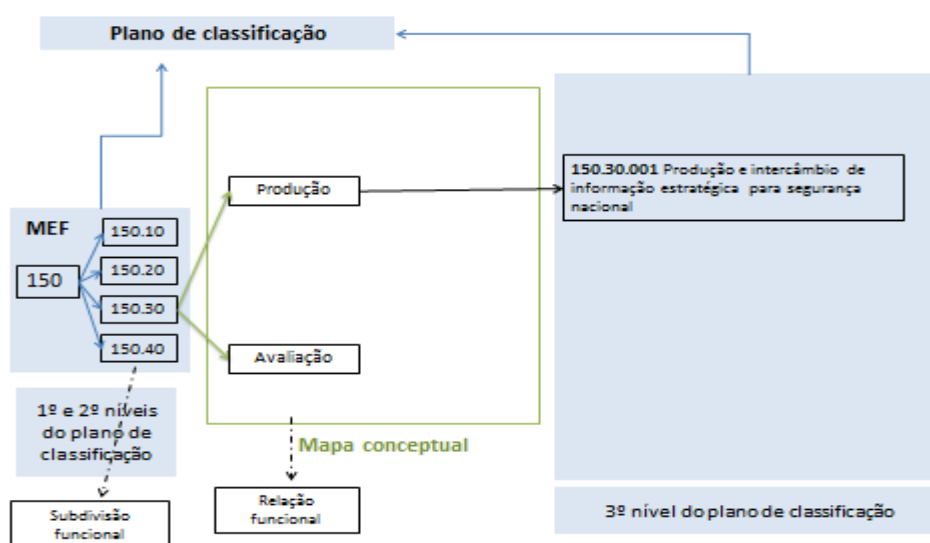 Plano de classificação
Produção
150.30.001 Produção e intercâmbio de
informação estratégica para segurança
nacional
MEF
150
150.10
150.20
150.30
150.40
Avaliação
1º e 2º níveis
do plano de
classificação
Mapa conceptual
Subdivisão
funcional
Relação
funcional
3º nível do plano de classificação